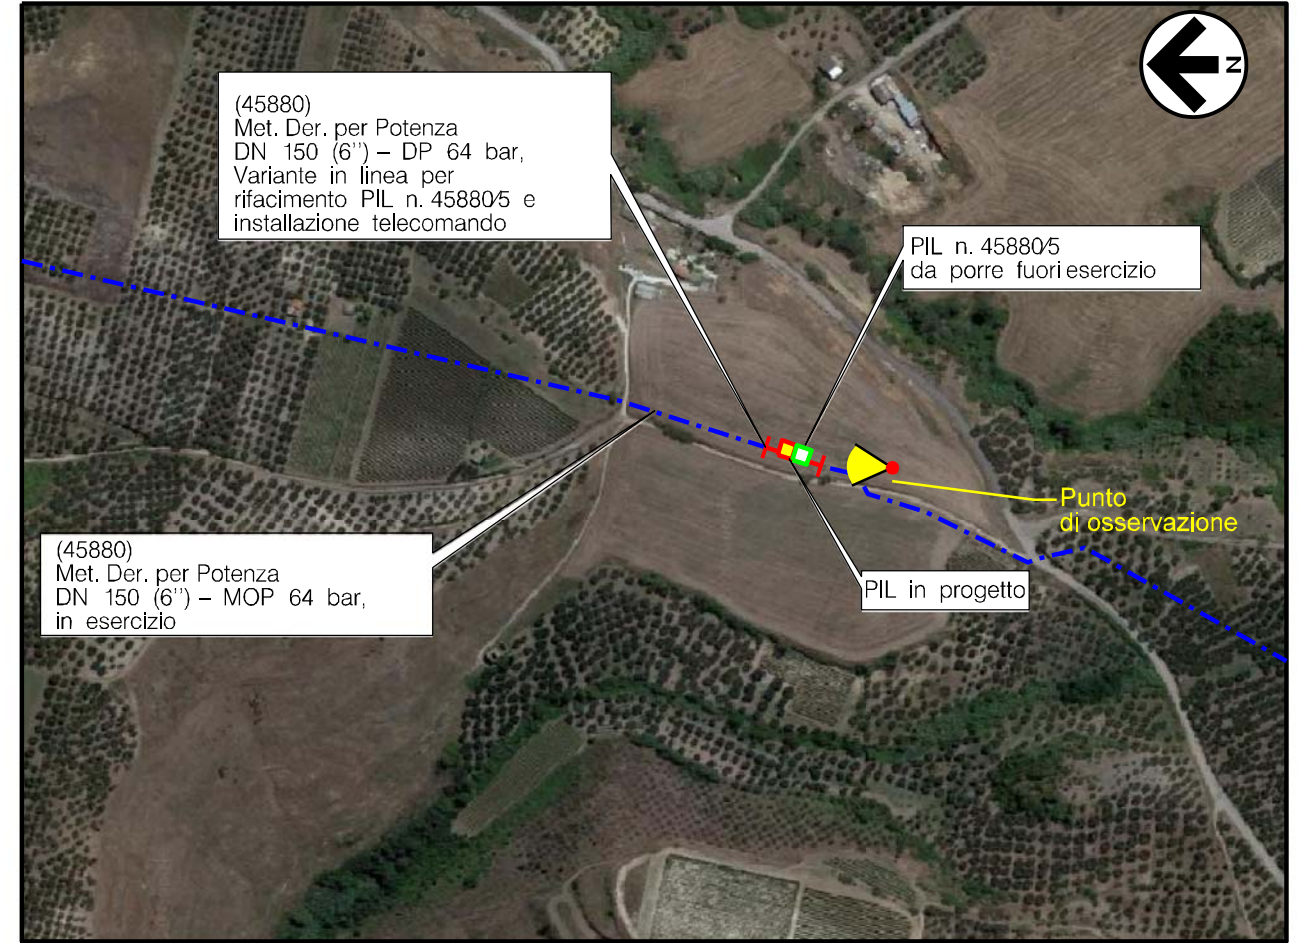 (45880)
Met. Der. per Potenza
DN 150 (6'') – DP 64 bar,
Variante in linea per
rifacimento PIL n. 45880/5 e
installazione telecomando
N
PIL n. 45880/5
da porre fuori esercizio
Punto
di osservazione
(45880)
Met. Der. per Potenza
DN 150 (6'') – MOP 64 bar,
in esercizio
PIL in progetto